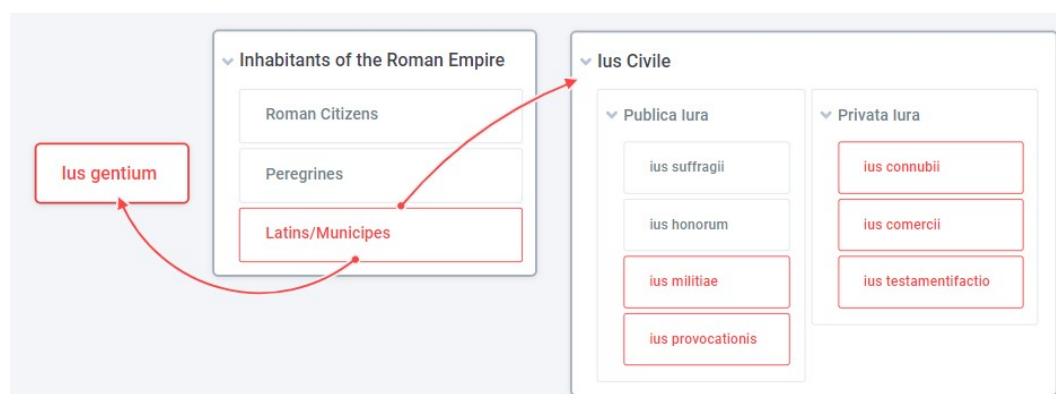 Ius gentium
Inhabitants of the Roman Empire
Roman Citizens
Peregrines
Latins/Municipes
Ius Civile
Publica Iura
ius suffragii
ius honorum
ius militiae
ius provocationis
Privata Iura
ius connubii
ius comercii
ius testamentifactio